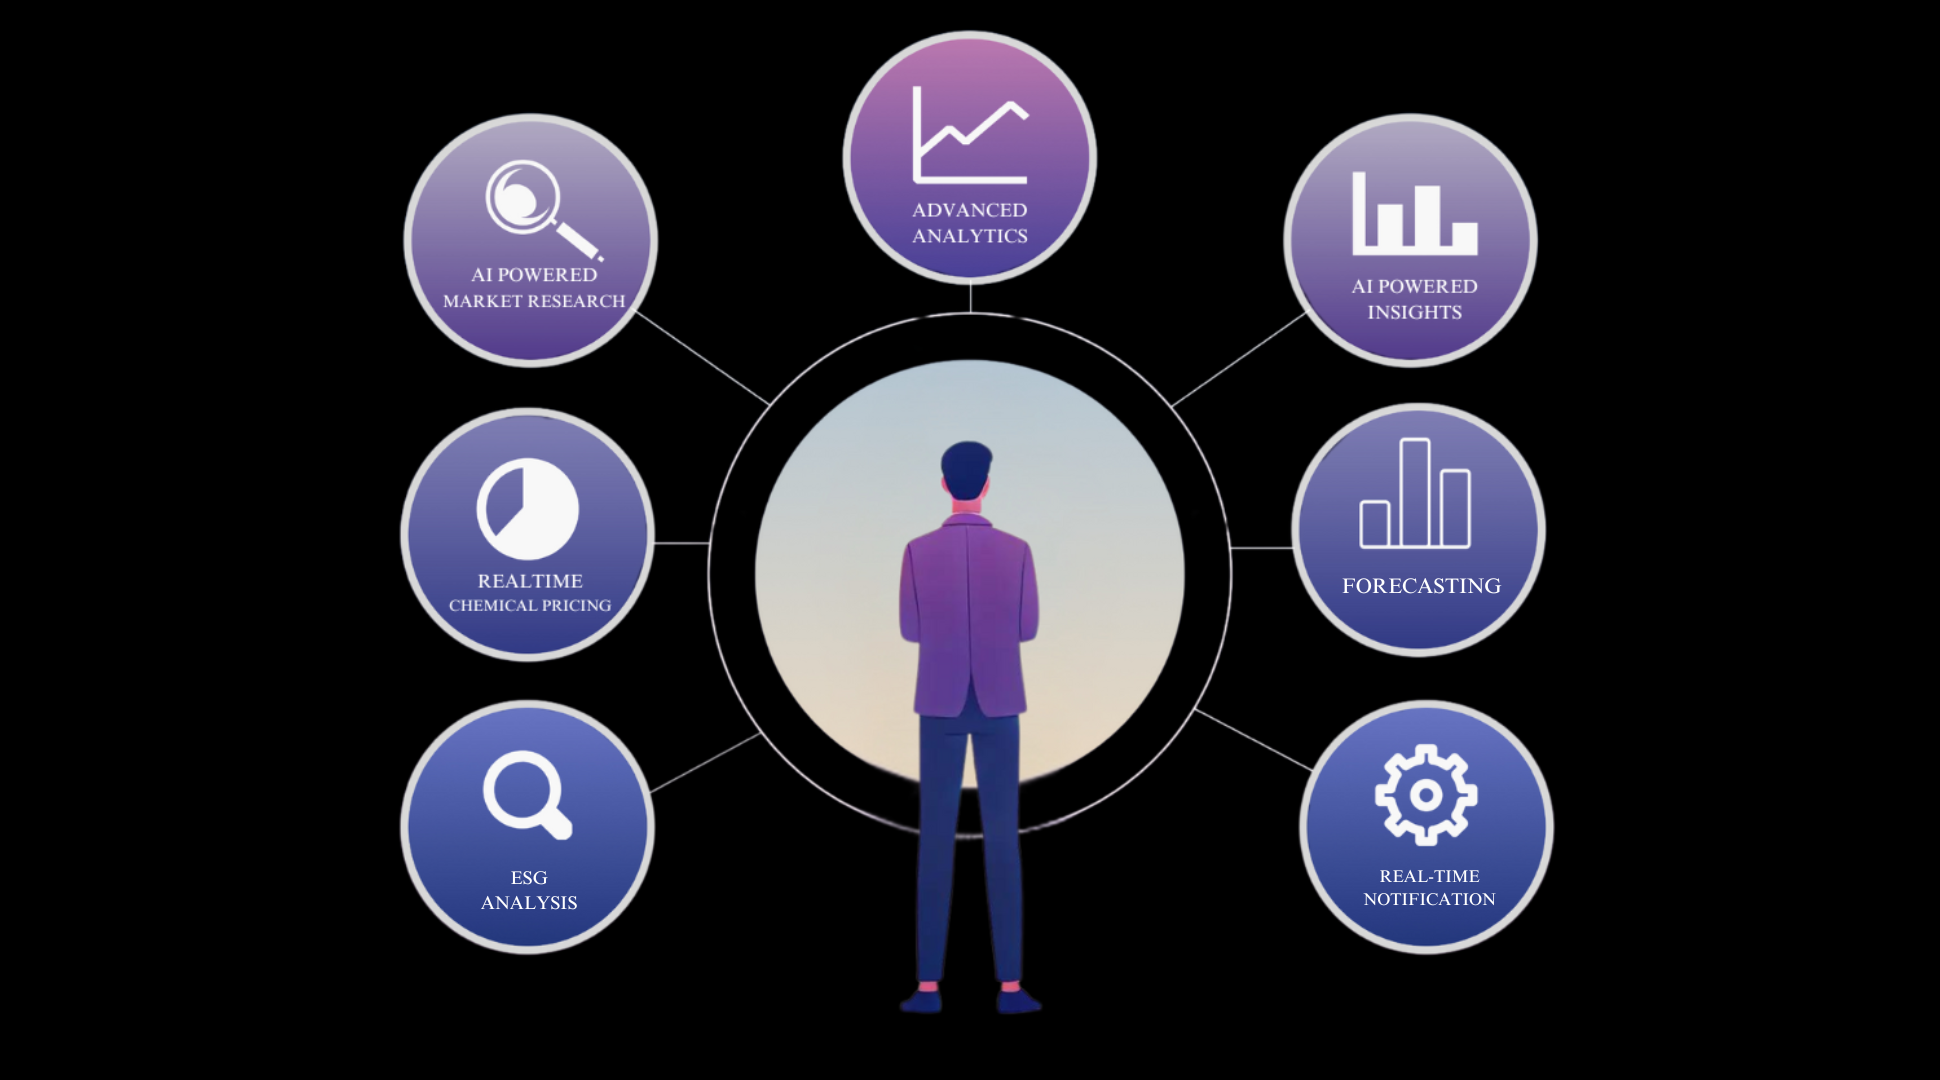 ADVANCED
ANALYTICS
AI POWERED
MARKET RESEARCH
AI POWERED
INSIGHTS
REALTIME
CHEMICAL PRICING
FORECASTING
ESG
ANALYSIS
REAL-TIME
NOTIFICATION